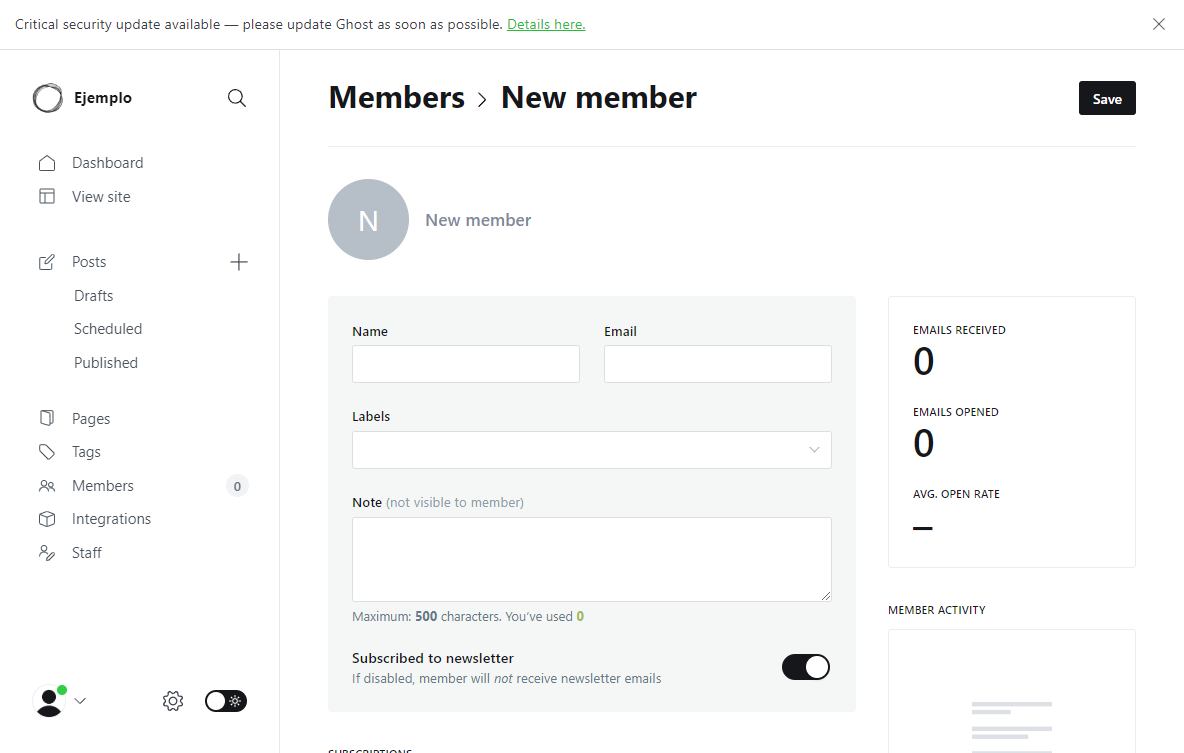 Critical security update available — please update Ghost as soon as possible. Details here.
Ejemplo
Dashboard
View site
Posts
Drafts
Scheduled
Published
Pages
Tags
Members 0
Integrations
Staff
Members › New member
Save
N
New member
Name
Email
Labels
Note (not visible to member)
Maximum: 500 characters. You've used 0
Subscribed to newsletter
If disabled, member will not receive newsletter emails
SUBSCRIPTIONS
EMAILS RECEIVED
0
EMAILS OPENED
0
AVG. OPEN RATE
–
MEMBER ACTIVITY